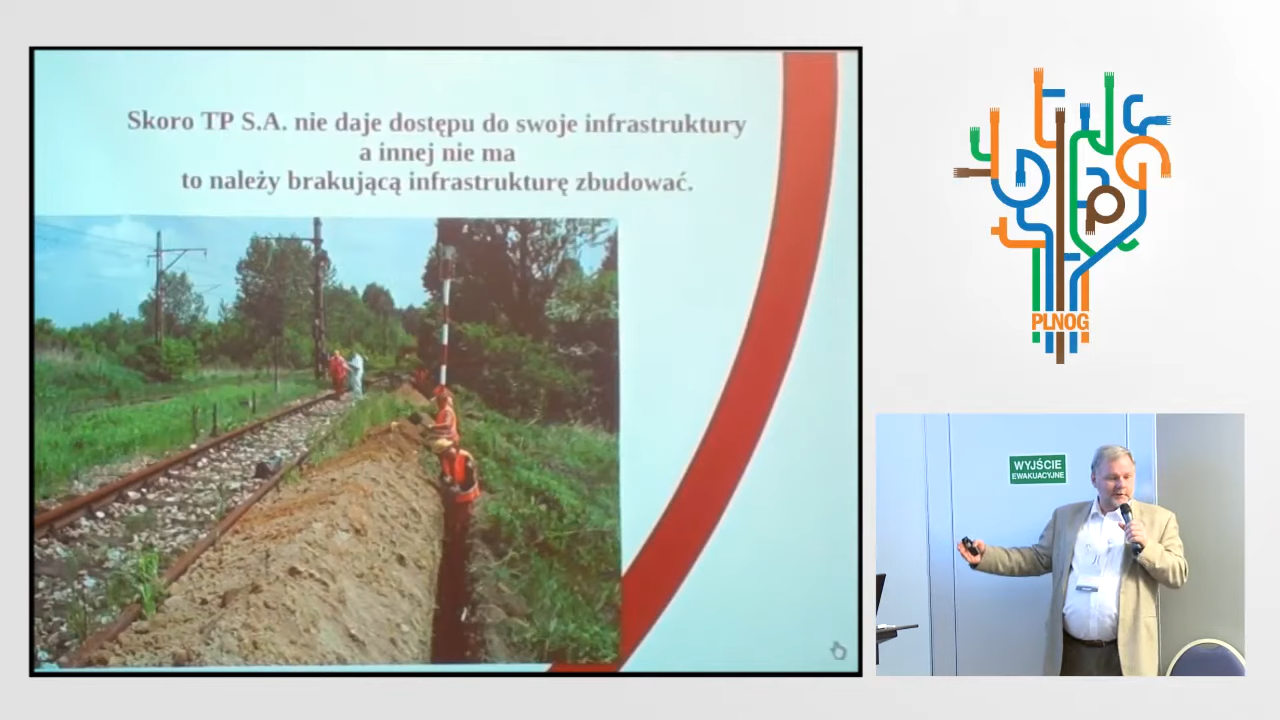 Skoro TP S.A. nie daje dostępu do swoje infrastruktury
a innej nie ma
to należy brakującą infrastrukturę zbudować.
PLNOG
WYJŚCIE
EWAKUACYJNE